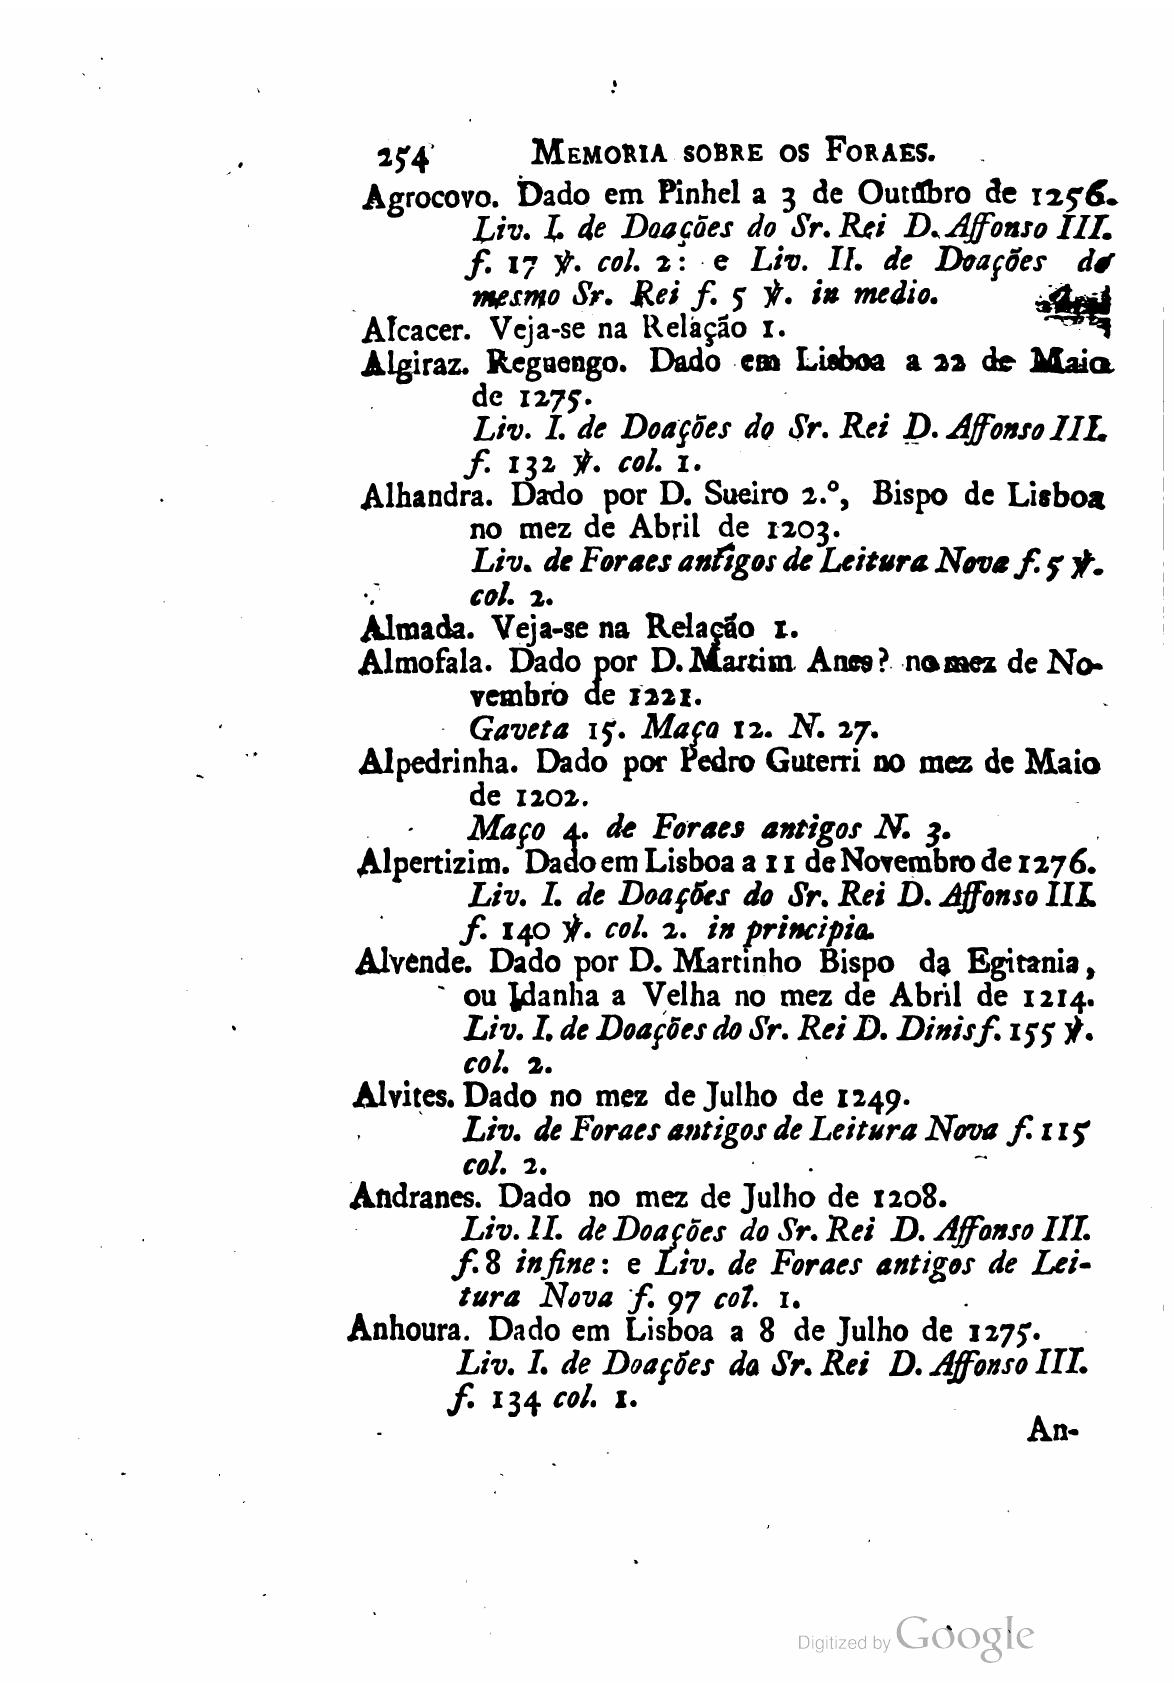 254 MEMORIA SOBRE OS FORAES.
Agrocovo. Dado em Pinhel a 3 de Outubro de 1256.
Liv. I. de Doações do Sr. Rei D. Affonso III.
f. 17 ℣. col. 2: e Liv. II. de Doações do
mesmo Sr. Rei f. 5 ℣. in medio.
Alcacer. Veja-se na Relação 1.
Algiraz. Reguengo. Dado em Lisboa a 22 de Maio
de 1275.
Liv. I. de Doações do Sr. Rei D. Affonso III.
f. 132 ℣. col. 1.
Alhandra. Dado por D. Sueiro 2.º, Bispo de Lisboa
no mez de Abril de 1203.
Liv. de Foraes antigos de Leitura Nova f. 5 ℣.
col. 2.
Almada. Veja-se na Relação 1.
Almofala. Dado por D. Martim Anes? no mez de No-
vembro de 1221.
Gaveta 15. Maço 12. N. 27.
Alpedrinha. Dado por Pedro Guterri no mez de Maio
de 1202.
Maço 4. de Foraes antigos N. 3.
Alpertizim. Dado em Lisboa a 11 de Novembro de 1276.
Liv. I. de Doações do Sr. Rei D. Affonso III.
f. 140 ℣. col. 2. in principio.
Alvende. Dado por D. Martinho Bispo da Egitania,
ou Idanha a Velha no mez de Abril de 1214.
Liv. I. de Doações do Sr. Rei D. Dinis f. 155 ℣.
col. 2.
Alvites. Dado no mez de Julho de 1249.
Liv. de Foraes antigos de Leitura Nova f. 115
col. 2.
Andranes. Dado no mez de Julho de 1208.
Liv. II. de Doações do Sr. Rei D. Affonso III.
f. 8 in fine: e Liv. de Foraes antigos de Lei-
tura Nova f. 97 col. 1.
Anhoura. Dado em Lisboa a 8 de Julho de 1275.
Liv. I. de Doações do Sr. Rei D. Affonso III.
f. 134 col. 1.
An-
Digitized by Google